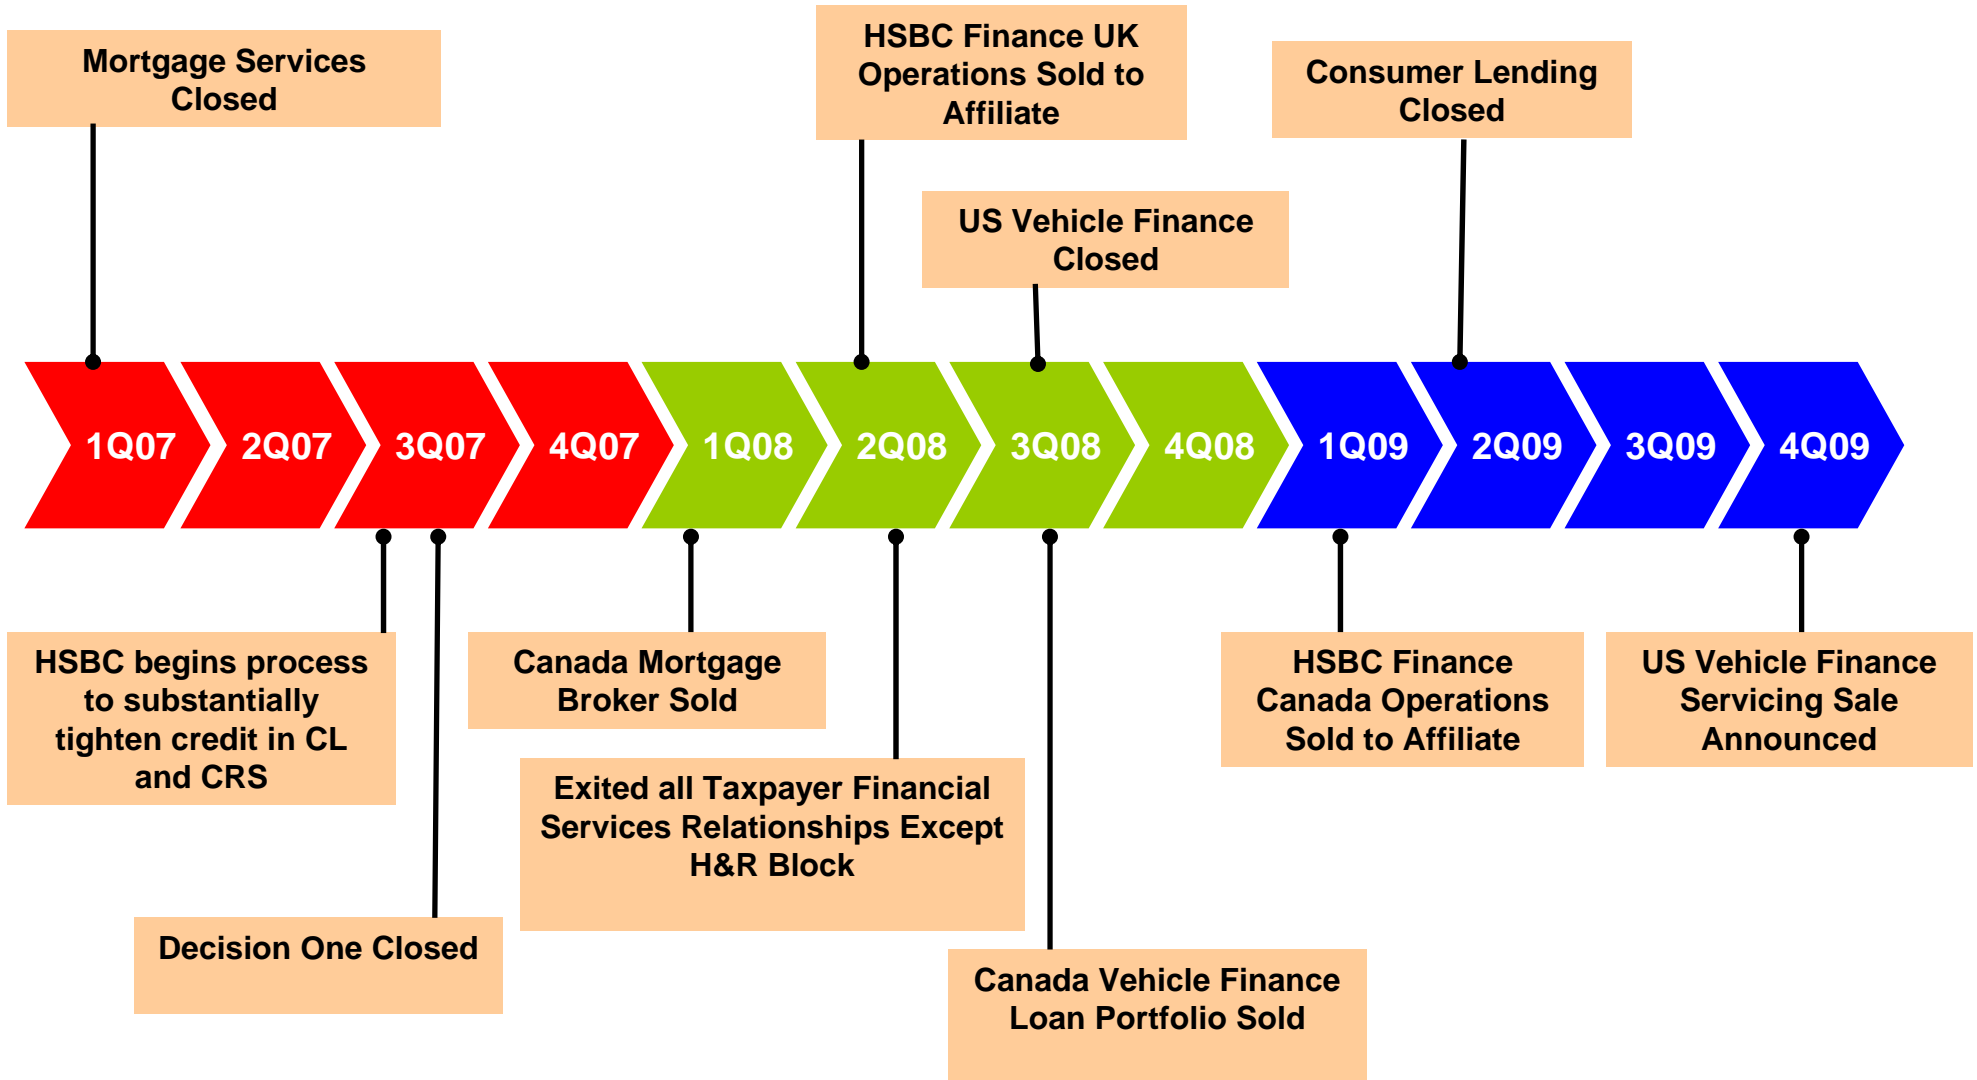 Mortgage Services
Closed
HSBC Finance UK
Operations Sold to
Affiliate
Consumer Lending
Closed
US Vehicle Finance
Closed
1Q07
2Q07
3Q07
4Q07
1Q08
2Q08
3Q08
4Q08
1Q09
2Q09
3Q09
4Q09
HSBC begins process
to substantially
tighten credit in CL
and CRS
Canada Mortgage
Broker Sold
HSBC Finance
Canada Operations
Sold to Affiliate
US Vehicle Finance
Servicing Sale
Announced
Exited all Taxpayer Financial
Services Relationships Except
H&R Block
Decision One Closed
Canada Vehicle Finance
Loan Portfolio Sold